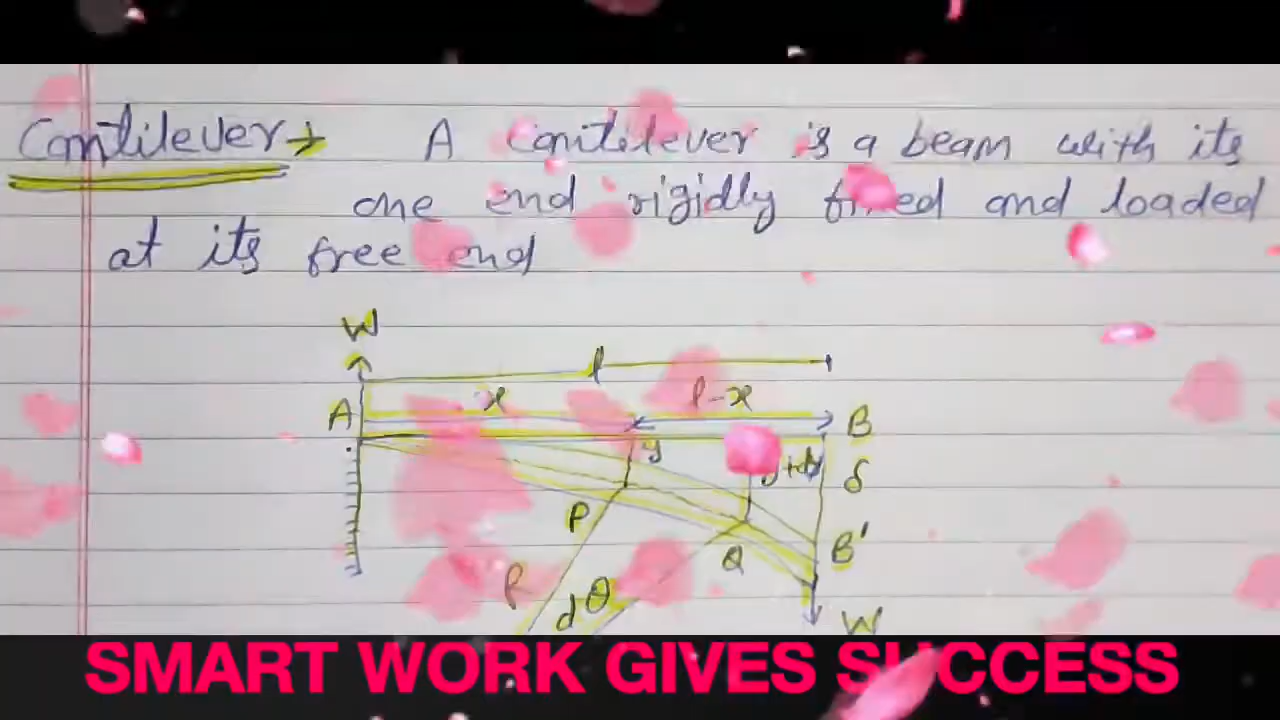 Cantilever → A cantilever is a beam with its
one end rigidly fixed and loaded
at its free end
W
l
x l-x
A B
y y+dy δ
P Q B'
ρ dθ W
SMART WORK GIVES SUCCESS